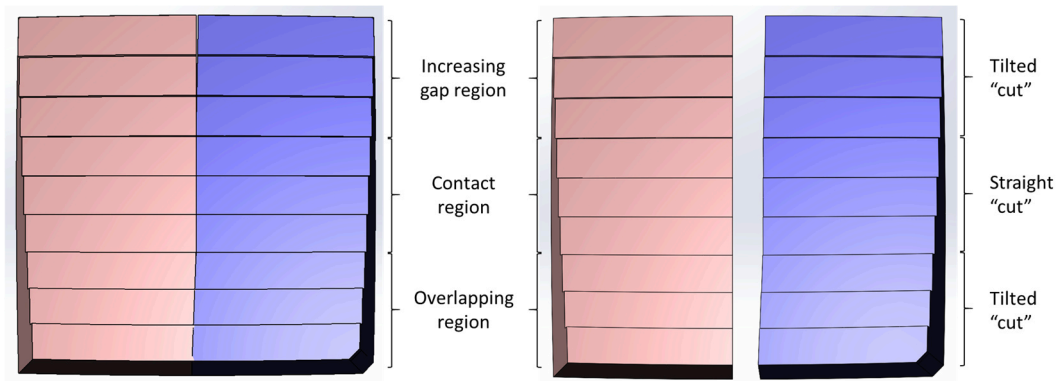 Increasing
gap region
Contact
region
Overlapping
region
Tilted
“cut”
Straight
“cut”
Tilted
“cut”